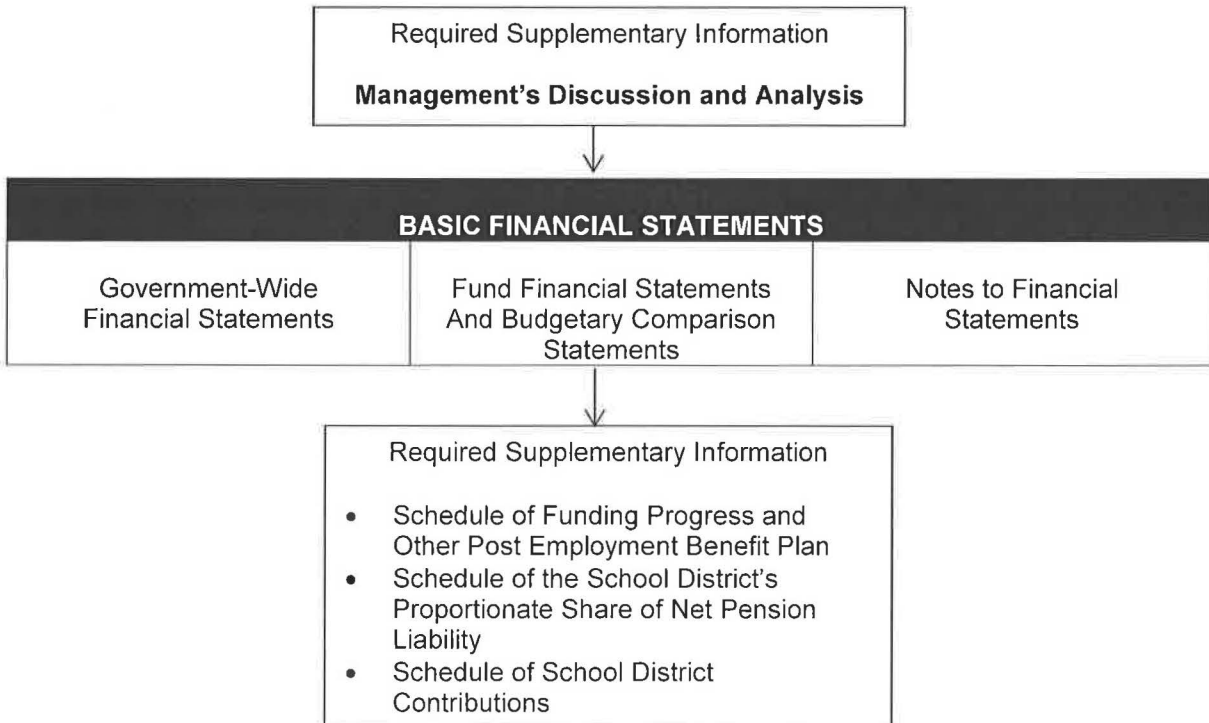 Required Supplementary Information
Management's Discussion and Analysis
BASIC FINANCIAL STATEMENTS
Government-Wide
Financial Statements
Fund Financial Statements
And Budgetary Comparison
Statements
Notes to Financial
Statements
Required Supplementary Information
• Schedule of Funding Progress and
Other Post Employment Benefit Plan
• Schedule of the School District's
Proportionate Share of Net Pension
Liability
• Schedule of School District
Contributions